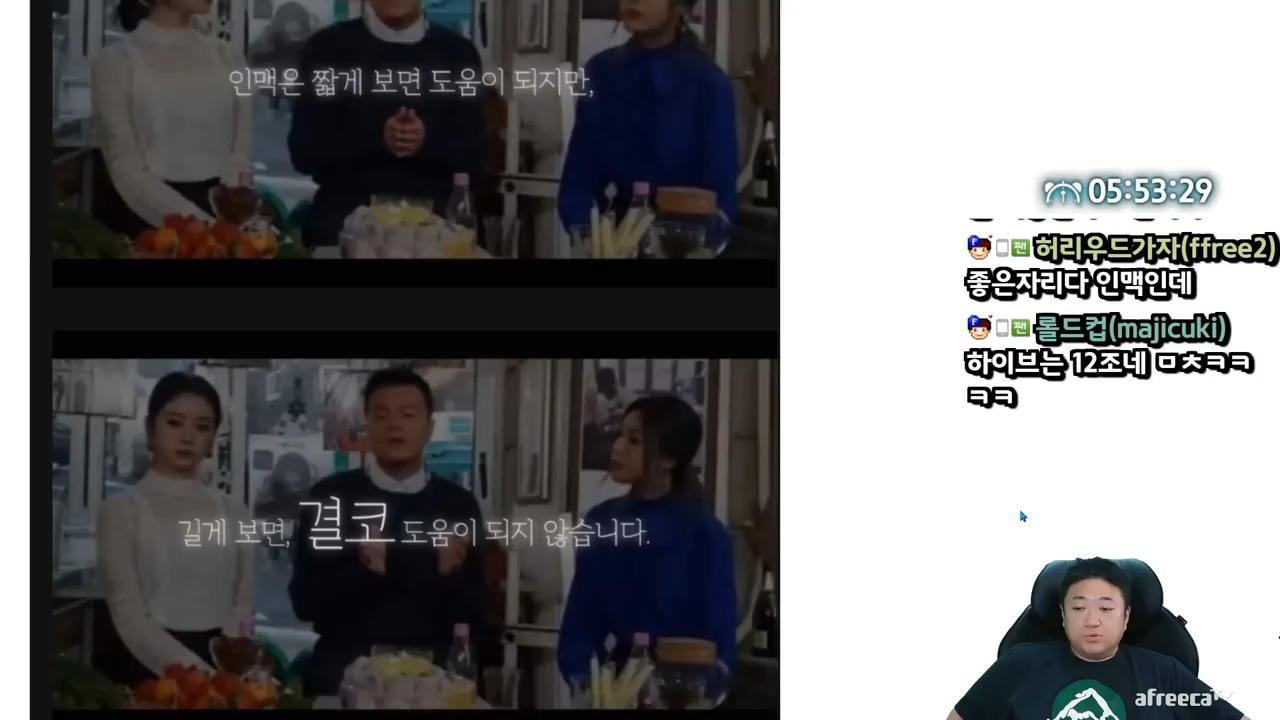 인맥은 짧게 보면 도움이 되지만,
길게 보면, 결코 도움이 되지 않습니다.
05:53:29
팬 허리우드가자(ffree2)
좋은자리다 인맥인데
팬 롤드컵(majicuki)
하이브는 12조네 ㅁㅊㅋㅋ
ㅋㅋ
afreecaTV